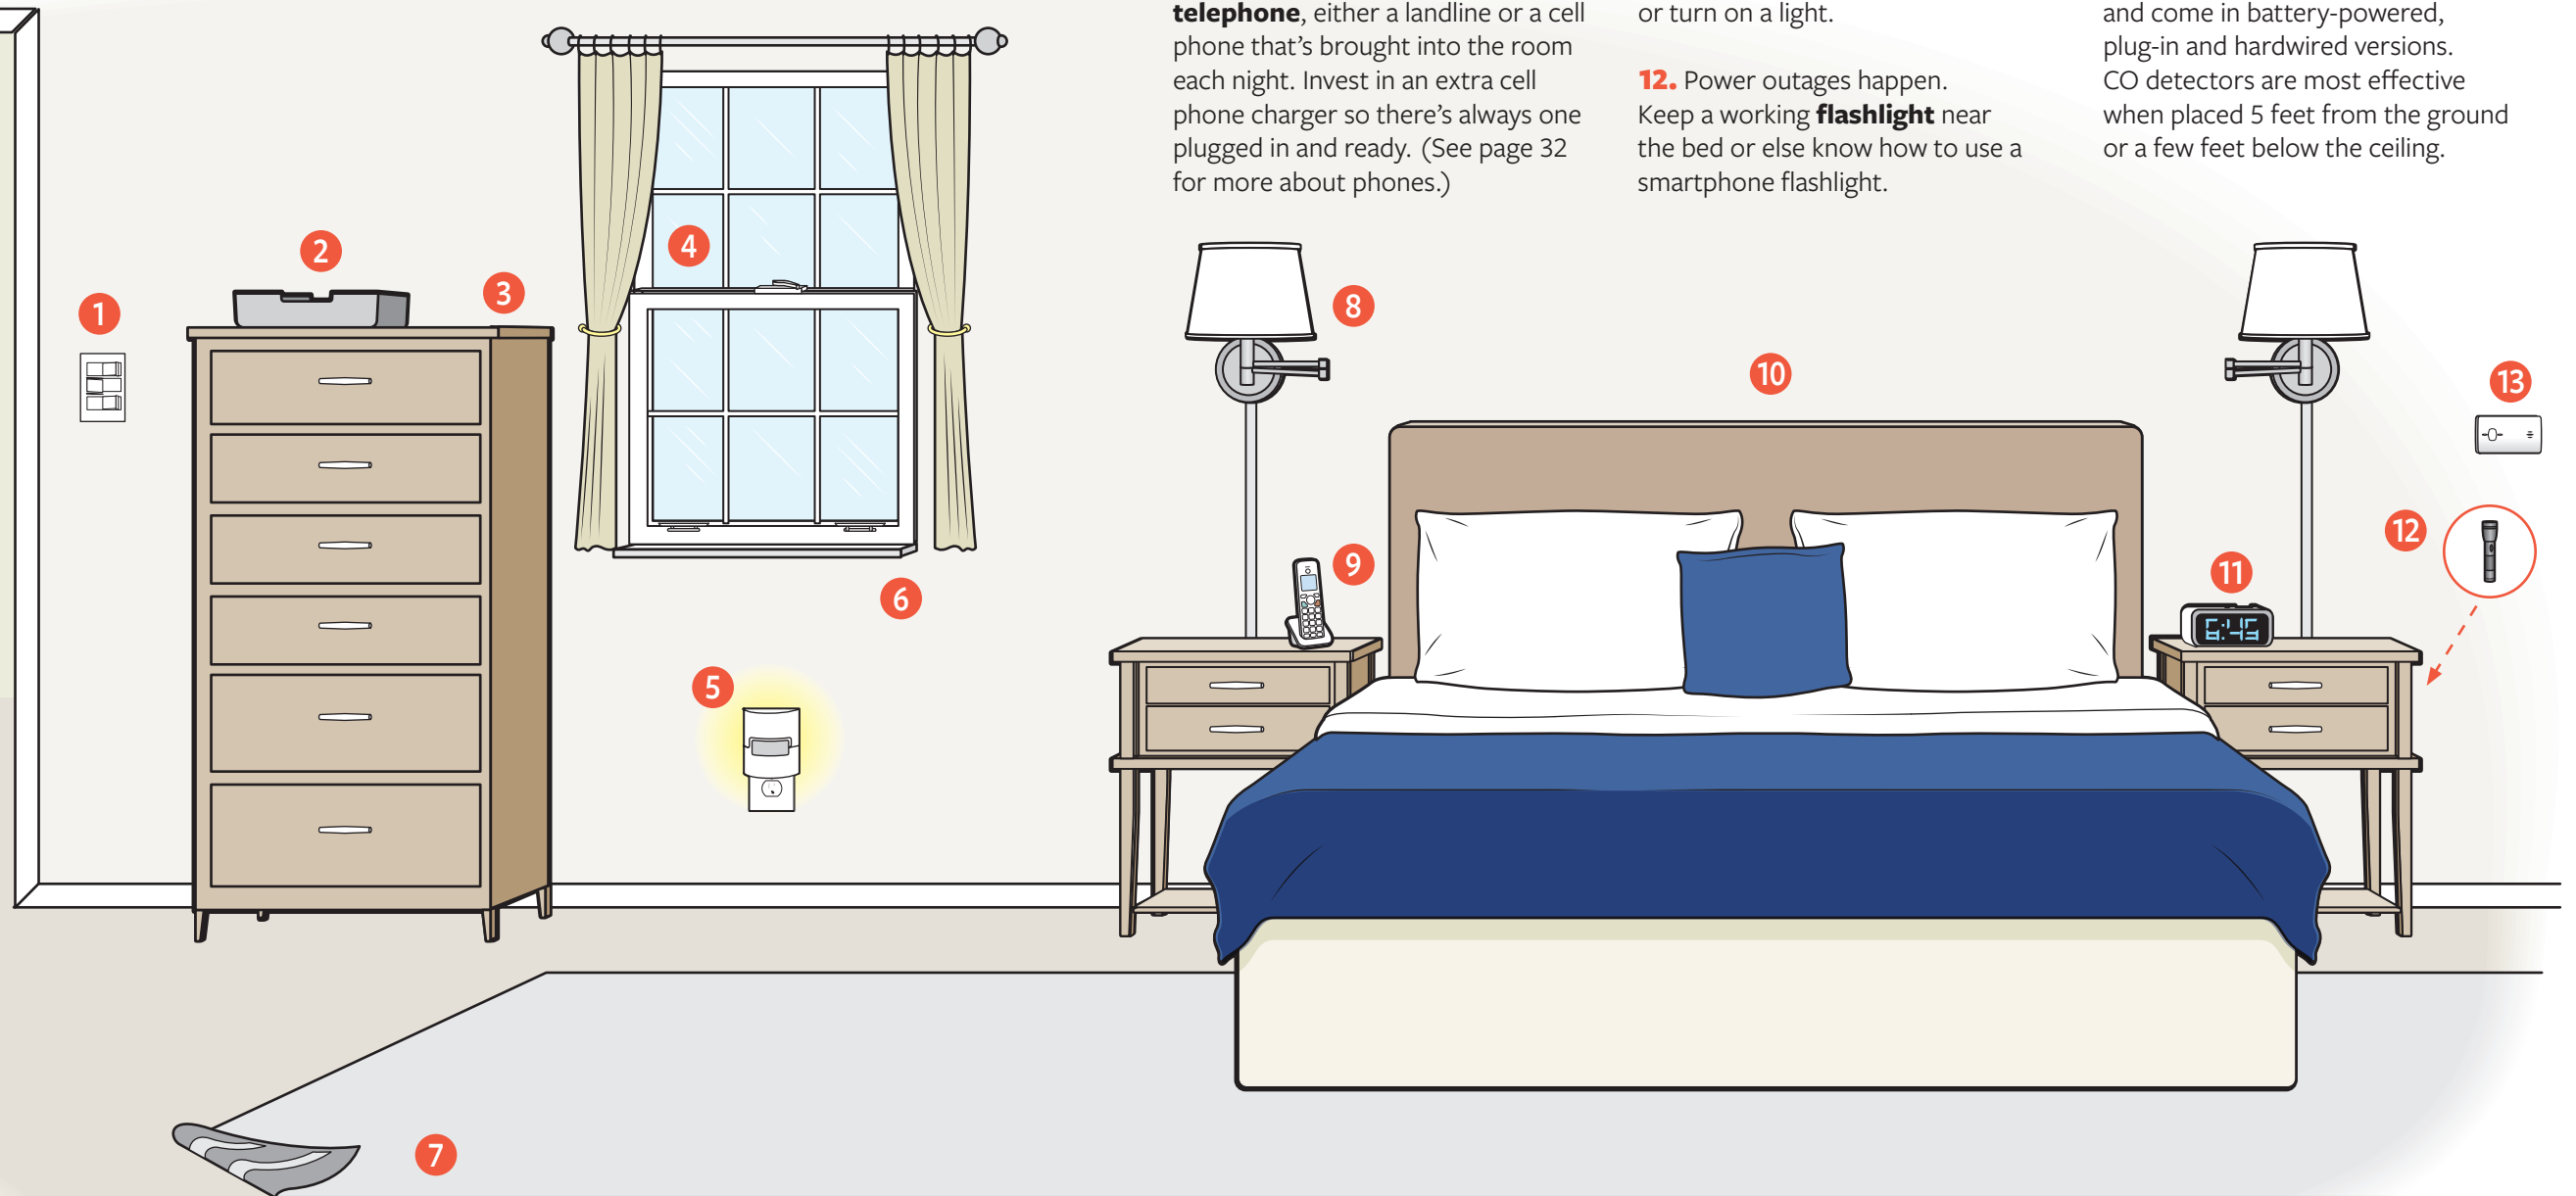 telephone, either a landline or a cell
phone that's brought into the room
each night. Invest in an extra cell
phone charger so there's always one
plugged in and ready. (See page 32
for more about phones.)
or turn on a light.
12. Power outages happen.
Keep a working flashlight near
the bed or else know how to use a
smartphone flashlight.
and come in battery-powered,
plug-in and hardwired versions.
CO detectors are most effective
when placed 5 feet from the ground
or a few feet below the ceiling.
1
2
3
4
5
6
7
8
9
10
11
6:45
12
13